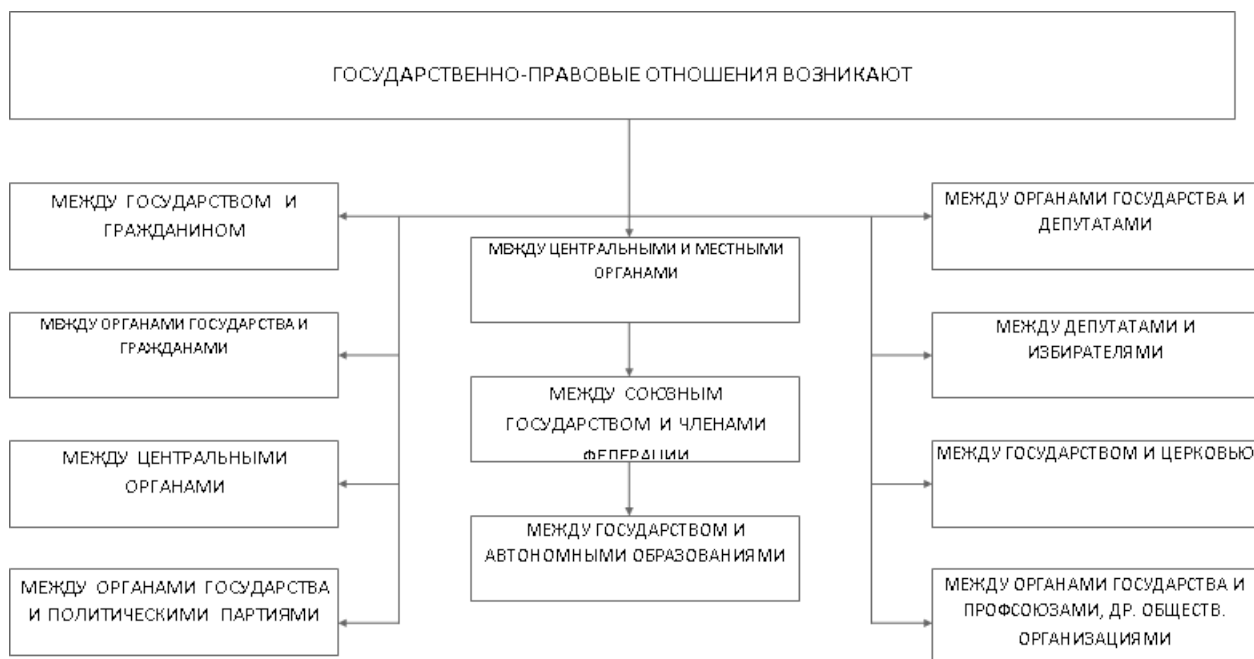 ГОСУДАРСТВЕННО-ПРАВОВЫЕ ОТНОШЕНИЯ ВОЗНИКАЮТ
МЕЖДУ ГОСУДАРСТВОМ И
ГРАЖДАНИНОМ
МЕЖДУ ОРГАНАМИ ГОСУДАРСТВА И
ГРАЖДАНАМИ
МЕЖДУ ЦЕНТРАЛЬНЫМИ
ОРГАНАМИ
МЕЖДУ ОРГАНАМИ ГОСУДАРСТВА
И ПОЛИТИЧЕСКИМИ ПАРТИЯМИ
МЕЖДУ ЦЕНТРАЛЬНЫМИ И МЕСТНЫМИ
ОРГАНАМИ
МЕЖДУ СОЮЗНЫМ
ГОСУДАРСТВОМ И ЧЛЕНАМИ
ФЕДЕРАЦИИ
МЕЖДУ ГОСУДАРСТВОМ И
АВТОНОМНЫМИ ОБРАЗОВАНИЯМИ
МЕЖДУ ОРГАНАМИ ГОСУДАРСТВА И
ДЕПУТАТАМИ
МЕЖДУ ДЕПУТАТАМИ И
ИЗБИРАТЕЛЯМИ
МЕЖДУ ГОСУДАРСТВОМ И ЦЕРКОВЬЮ
МЕЖДУ ОРГАНАМИ ГОСУДАРСТВА И
ПРОФСОЮЗАМИ, ДР. ОБЩЕСТВ.
ОРГАНИЗАЦИЯМИ